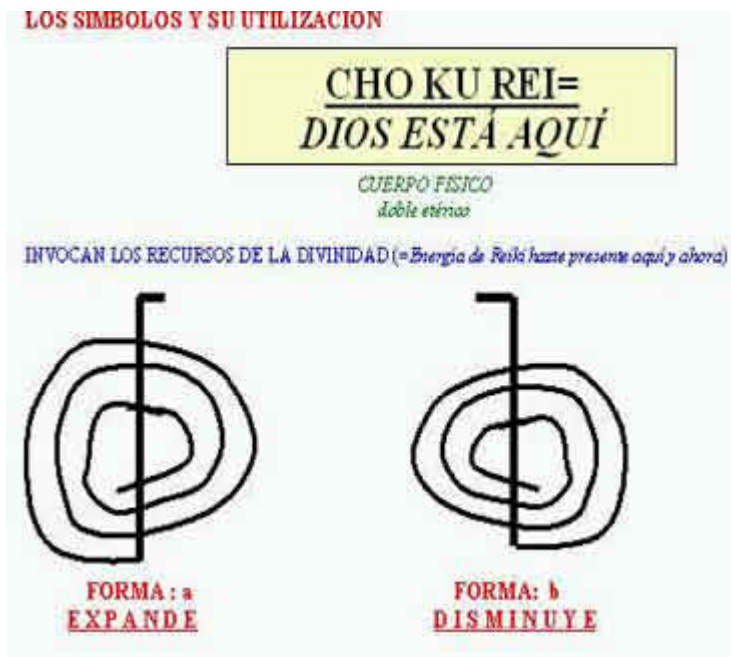 LOS SIMBOLOS Y SU UTILIZACION
CHO KU REI=
DIOS ESTÁ AQUÍ
CUERPO FISICO
doble etérico
INVOCAN LOS RECURSOS DE LA DIVINIDAD (=Energía de Reiki hazte presente aquí y ahora)
FORMA : a
EXPANDE
FORMA: b
DISMINUYE